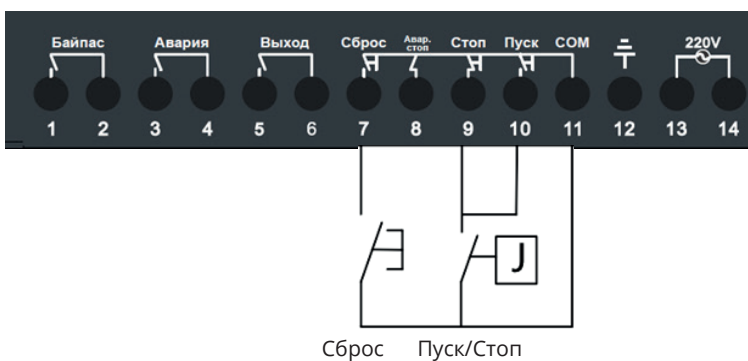 Байпас Авария Выход Сброс Авар. стоп Стоп Пуск COM 220V
1 2 3 4 5 6 7 8 9 10 11 12 13 14
J
Сброс Пуск/Стоп